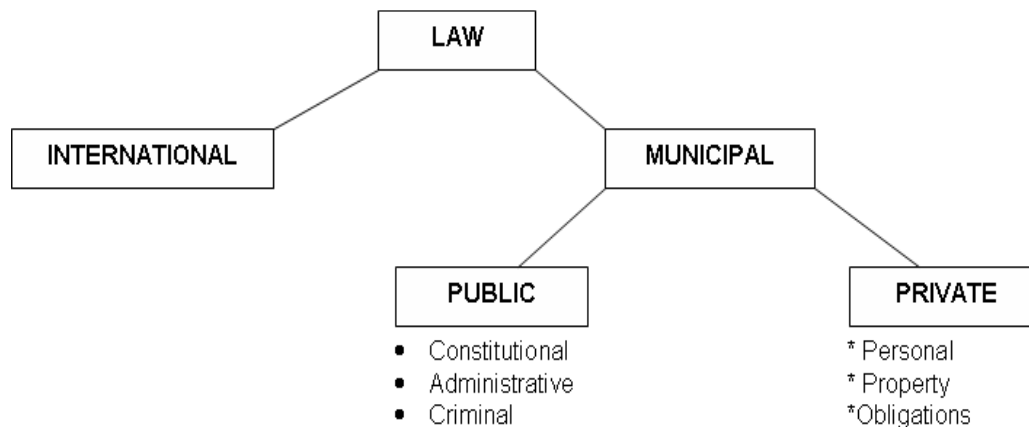 LAW
INTERNATIONAL
MUNICIPAL
PUBLIC
PRIVATE
• Constitutional
• Administrative
• Criminal
* Personal
* Property
*Obligations